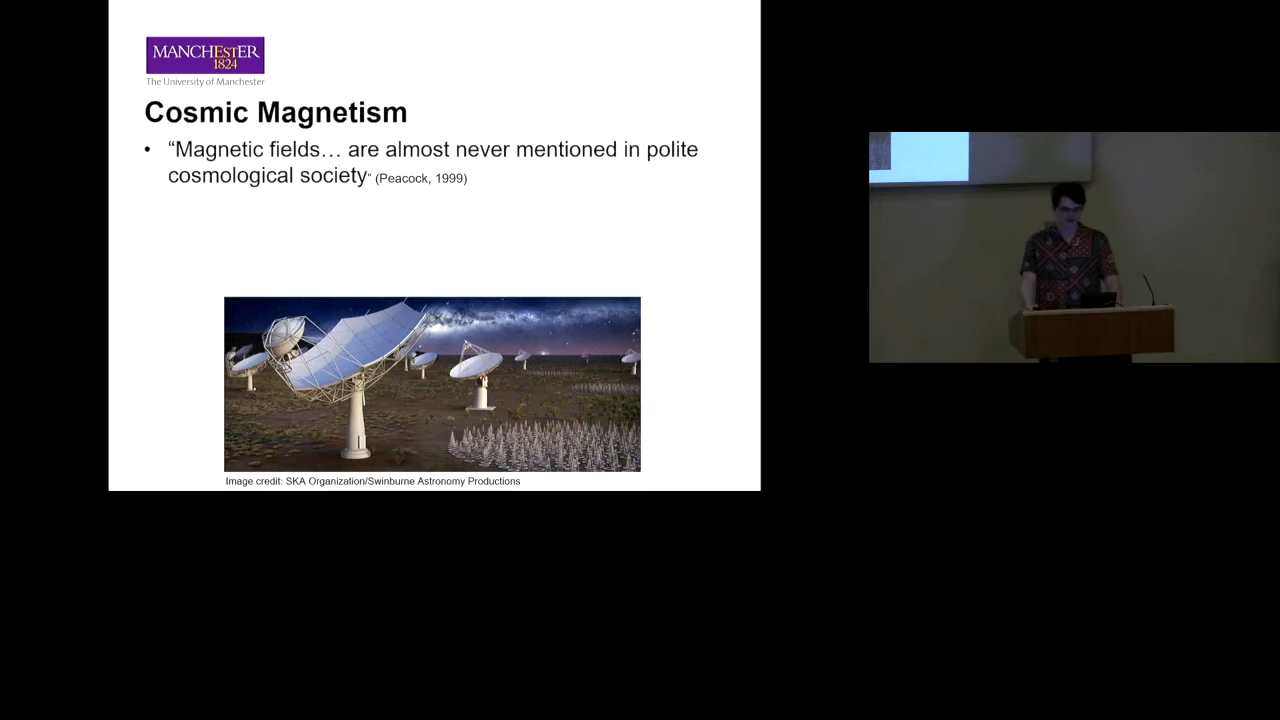 MANCHESTER
1824
The University of Manchester
Cosmic Magnetism
• “Magnetic fields… are almost never mentioned in polite
cosmological society“ (Peacock, 1999)
Image credit: SKA Organization/Swinburne Astronomy Productions